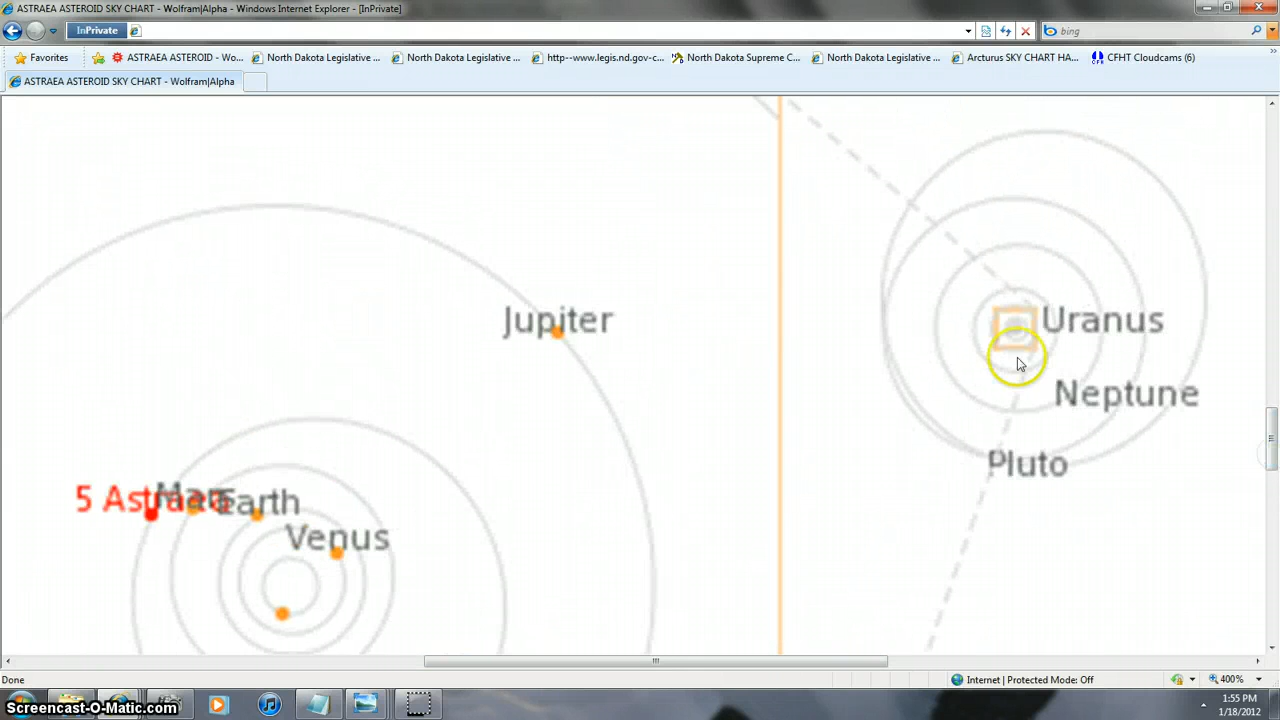 ASTRAEA ASTEROID SKY CHART - Wolfram|Alpha - Windows Internet Explorer - [InPrivate]
InPrivate
bing
Favorites
ASTRAEA ASTEROID - Wo...
North Dakota Legislative ...
North Dakota Legislative ...
http--www.legis.nd.gov-c...
North Dakota Supreme C...
North Dakota Legislative ...
Arcturus SKY CHART HA...
CFHT Cloudcams (6)
ASTRAEA ASTEROID SKY CHART - Wolfram|Alpha
Jupiter
Uranus
Neptune
Pluto
5 Astraea
Mars
Earth
Venus
Done
Internet | Protected Mode: Off
400%
Screencast-O-Matic.com
1:55 PM
1/18/2012